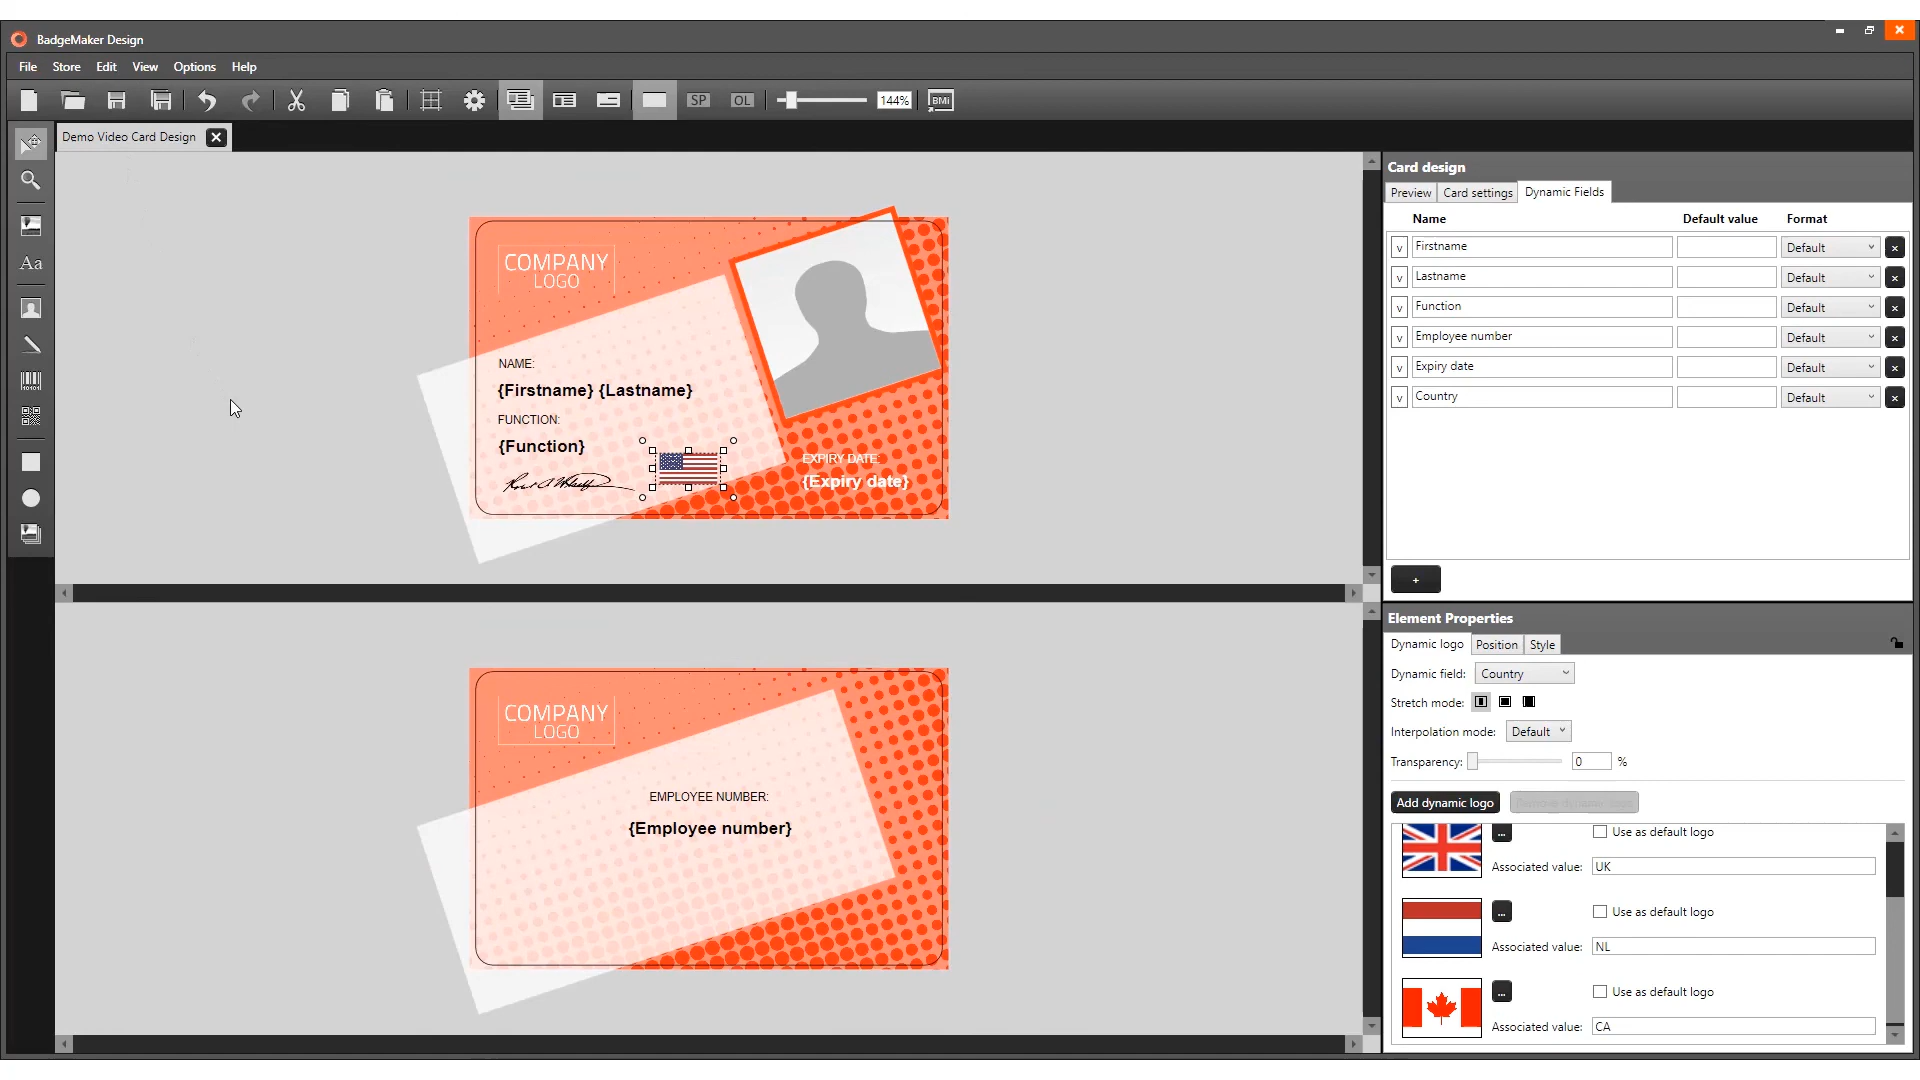 BadgeMaker Design
File Store Edit View Options Help
SP OL 144% BMi
Demo Video Card Design
Card design
Preview Card settings Dynamic Fields
Name Default value Format
v Firstname Default x
v Lastname Default x
v Function Default x
v Employee number Default x
v Expiry date Default x
v Country Default x
+
COMPANY
LOGO
NAME:
{Firstname} {Lastname}
FUNCTION:
{Function}
EXPIRY DATE:
{Expiry date}
COMPANY
LOGO
EMPLOYEE NUMBER:
{Employee number}
Element Properties
Dynamic logo Position Style
Dynamic field: Country
Stretch mode:
Interpolation mode: Default
Transparency: 0 %
Add dynamic logo
... Use as default logo
Associated value: UK
... Use as default logo
Associated value: NL
... Use as default logo
Associated value: CA